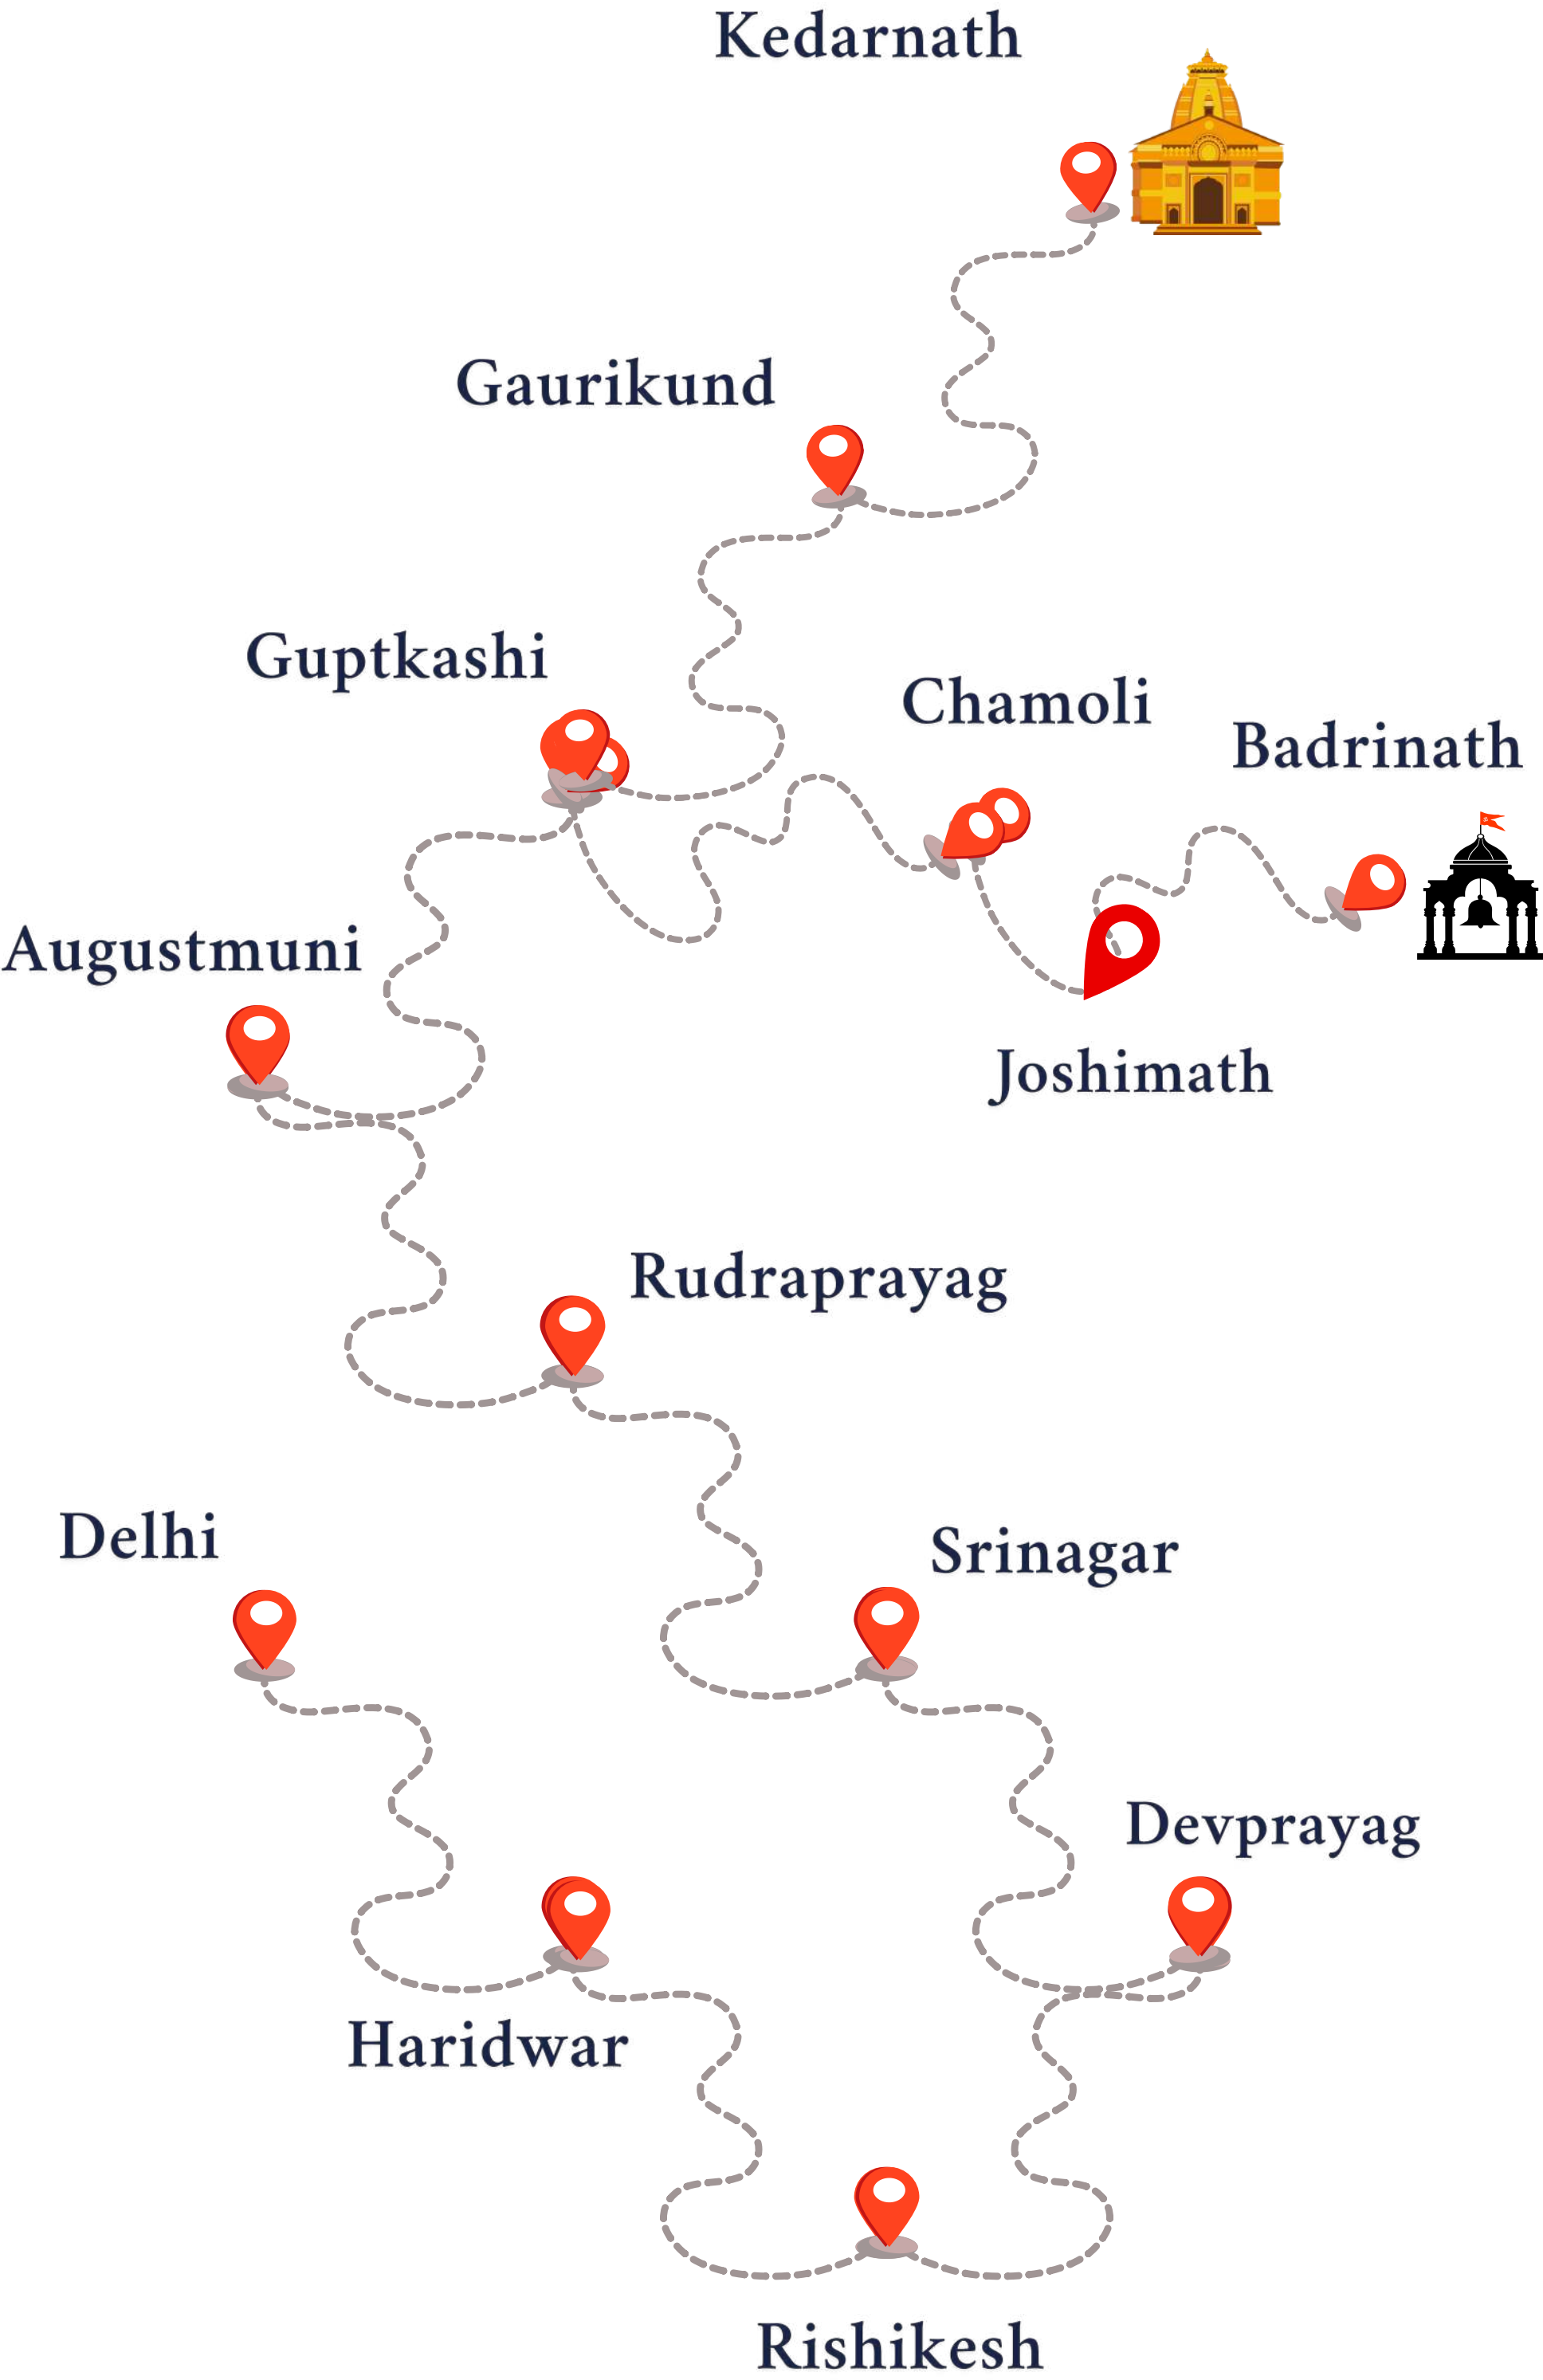 Kedarnath
Gaurikund
Guptkashi
Chamoli
Badrinath
Augustmuni
Joshimath
Rudraprayag
Delhi
Srinagar
Devprayag
Haridwar
Rishikesh